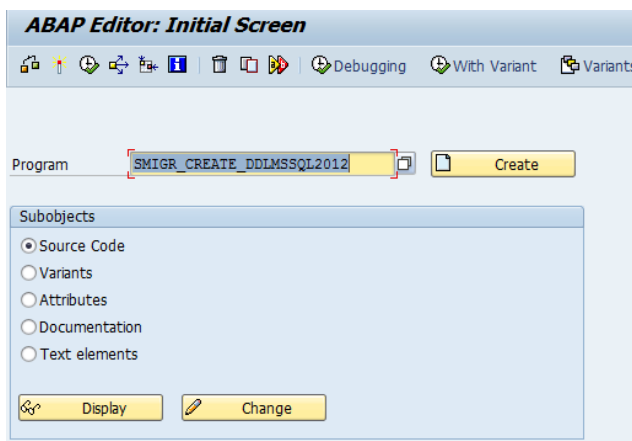 ABAP Editor: Initial Screen
Debugging With Variant Variants
Program SMIGR_CREATE_DDLMSSQL2012 Create
Subobjects
Source Code
Variants
Attributes
Documentation
Text elements
Display Change